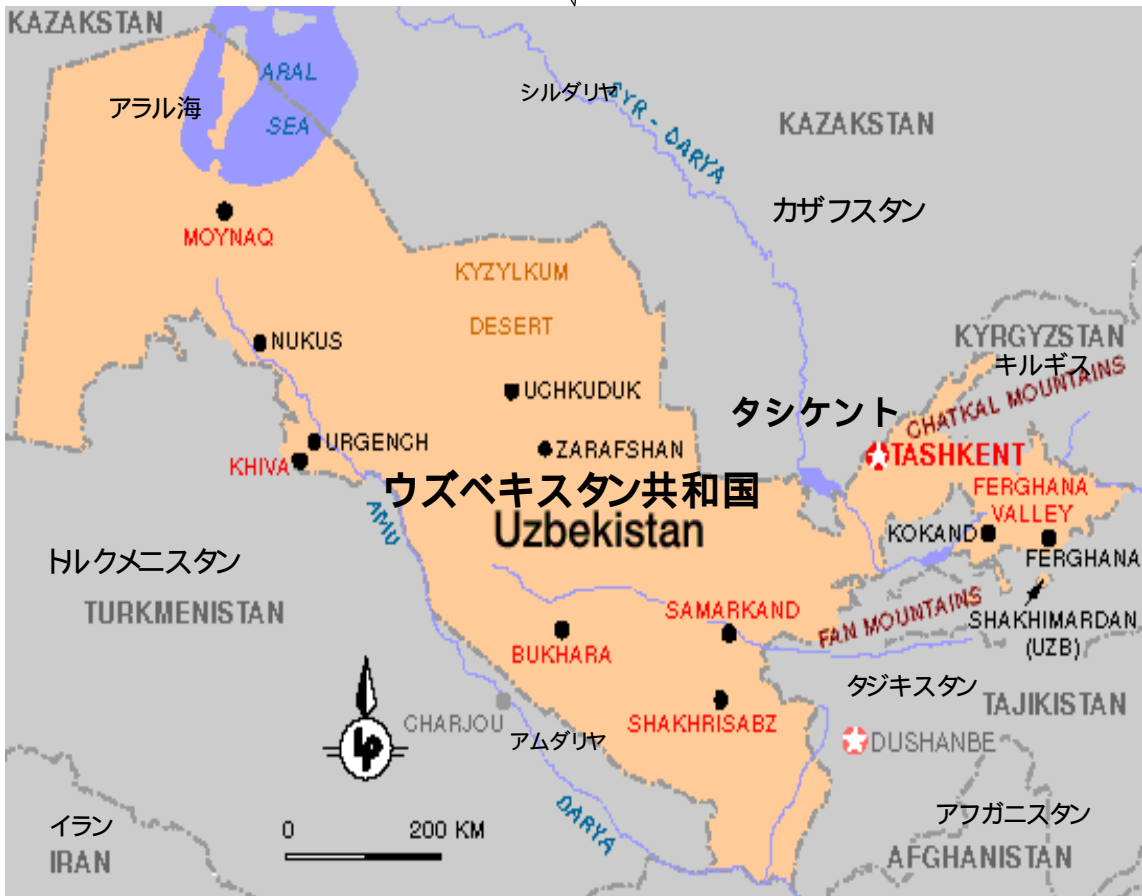 KAZAKSTAN
ARAL
SEA
アラル海
シルダリヤ
SYR - DARYA
KAZAKSTAN
カザフスタン
MOYNAQ
KYZYLKUM
DESERT
NUKUS
KYRGYZSTAN
キルギス
CHATKAL MOUNTAINS
UCHKUDUK
タシケント
TASHKENT
URGENCH
KHIVA
ZARAFSHAN
ウズベキスタン共和国
Uzbekistan
FERGHANA
VALLEY
KOKAND
FERGHANA
AMU
トルクメニスタン
TURKMENISTAN
SAMARKAND
FAN MOUNTAINS
SHAKHIMARDAN
(UZB)
BUKHARA
タジキスタン
TAJIKISTAN
CHARJOU
SHAKHRISABZ
アムダリヤ
DUSHANBE
LP
DARYA
アフガニスタン
AFGHANISTAN
イラン
IRAN
0 200 KM